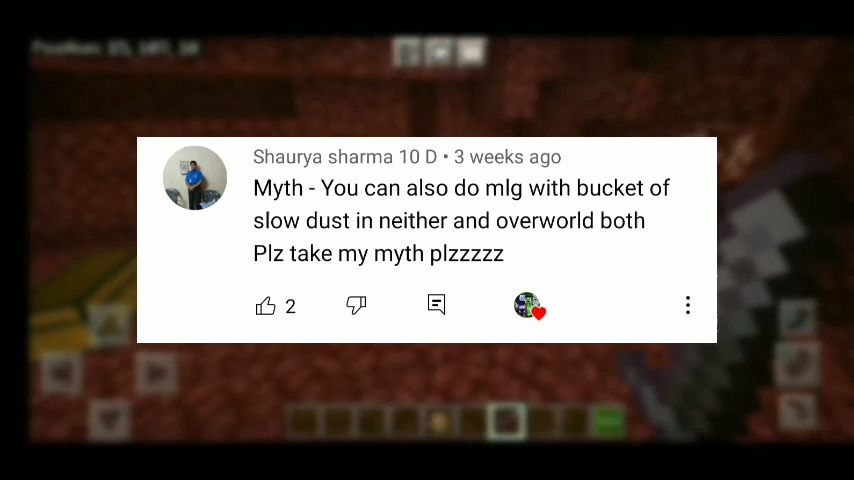 Shaurya sharma 10 D • 3 weeks ago
Myth - You can also do mlg with bucket of
slow dust in neither and overworld both
Plz take my myth plzzzzz
2